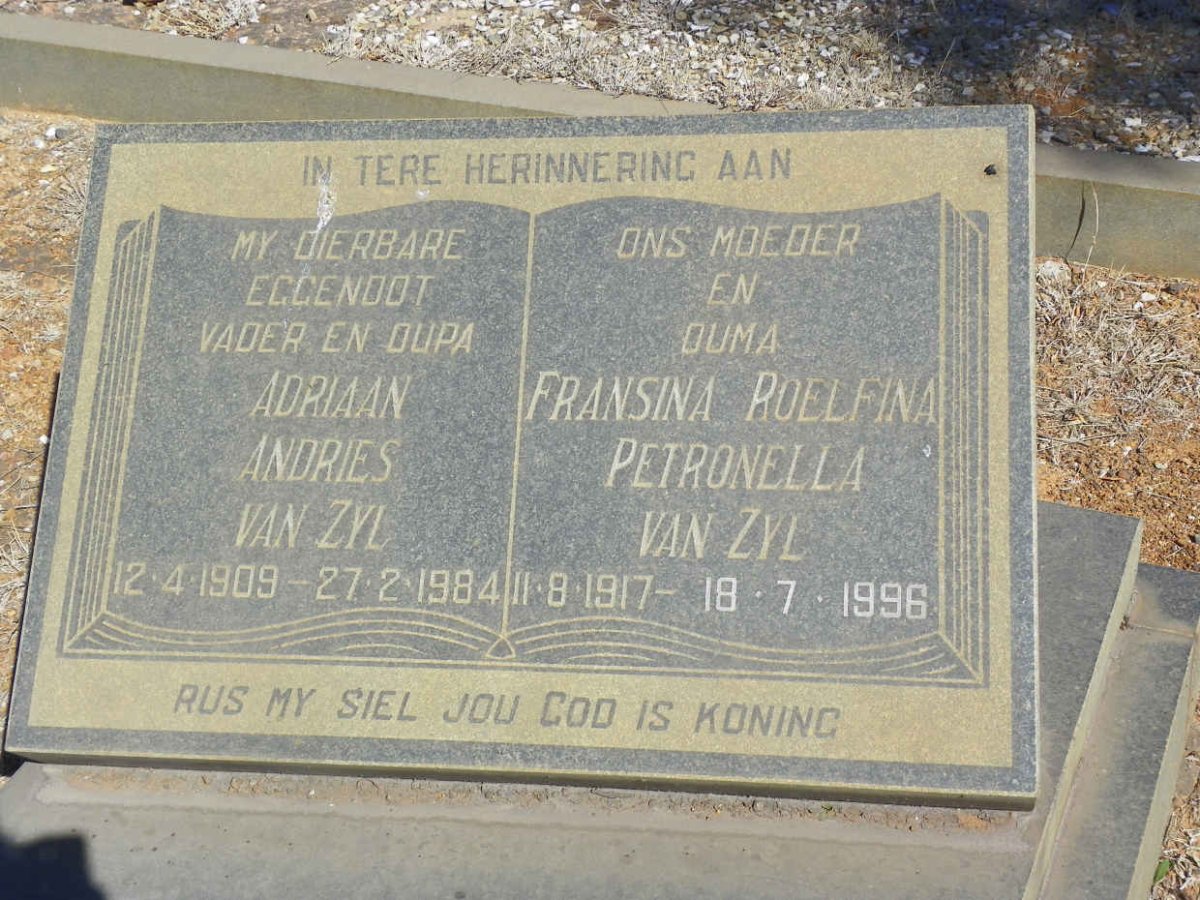 IN TERE HERINNERING AAN
MY DIERBARE
EGGENOOT
VADER EN OUPA
ADRIAAN
ANDRIES
VAN ZYL
12·4·1909 – 27·2·1984
ONS MOEDER
EN
OUMA
FRANSINA ROELFINA
PETRONELLA
VAN ZYL
11·8·1917 – 18·7·1996
RUS MY SIEL JOU GOD IS KONING